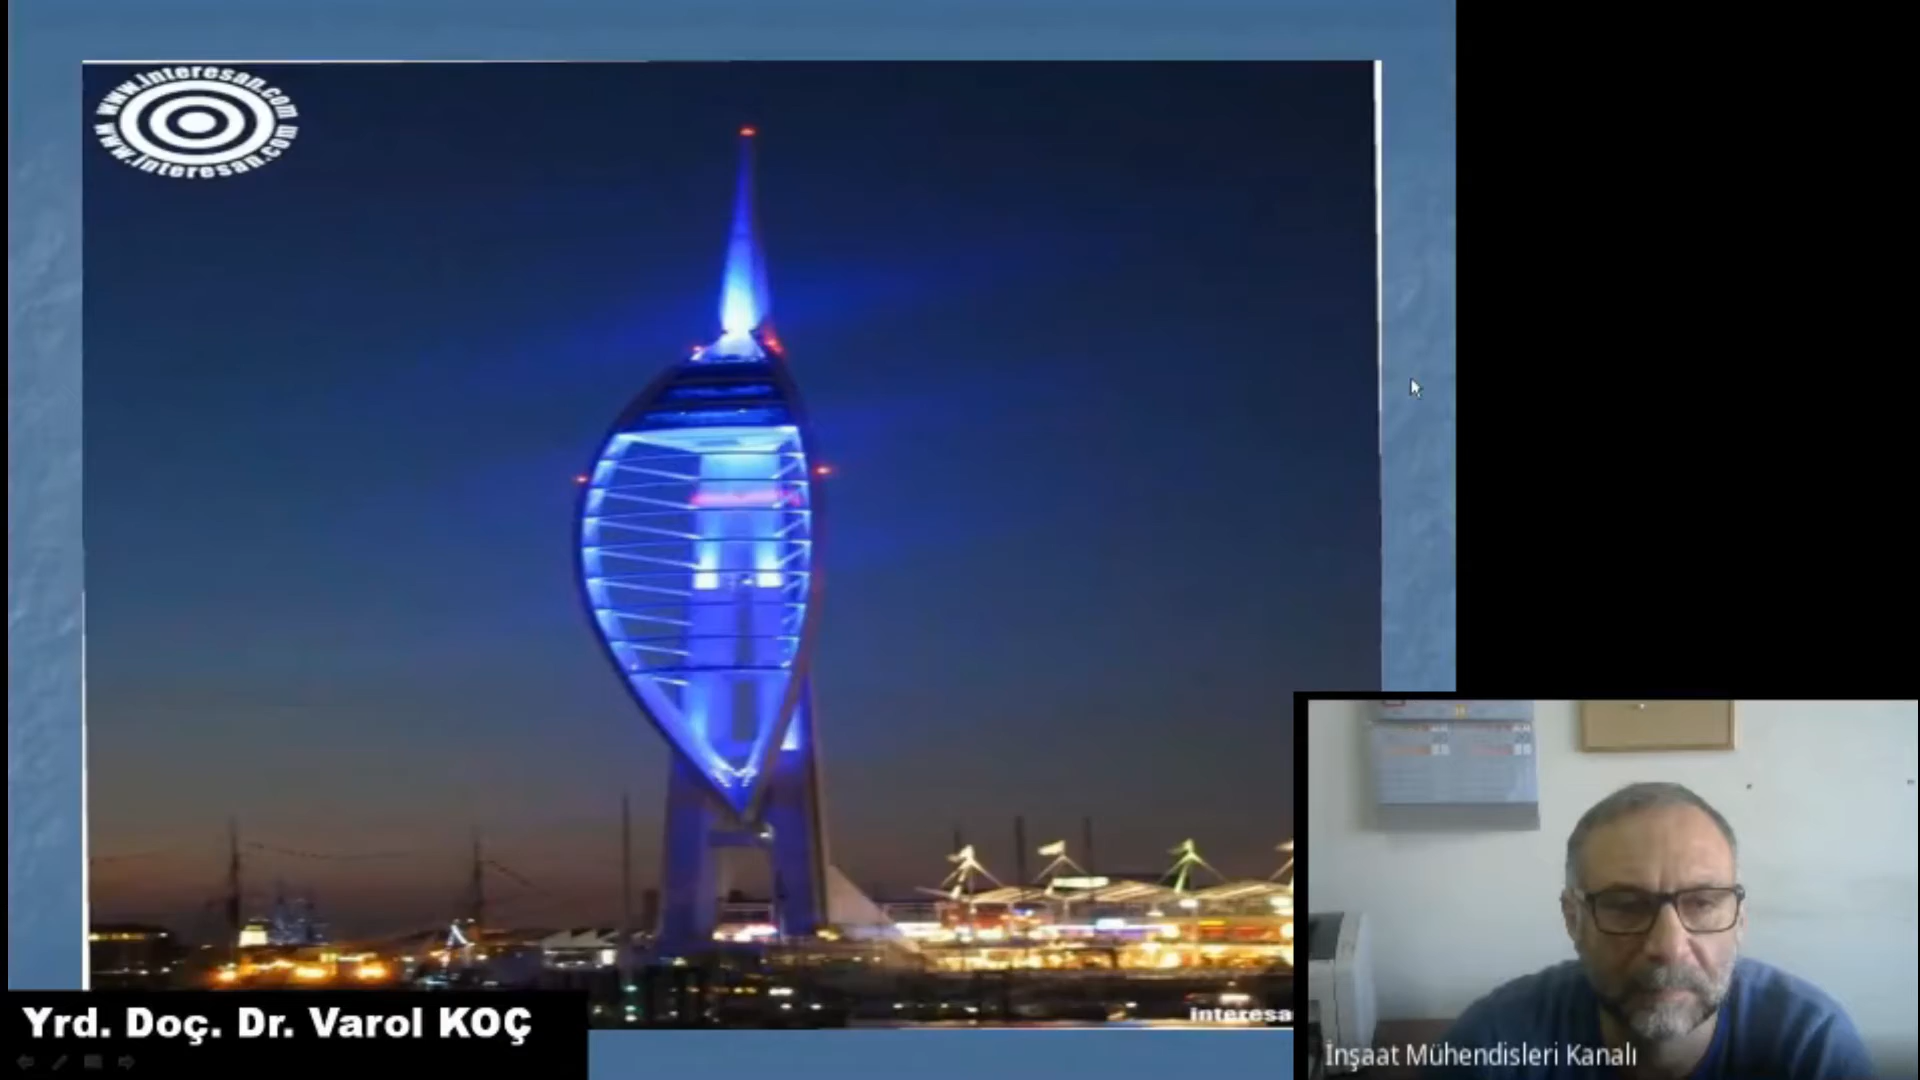 www.interesan.com
www.interesan.com
interesa
Yrd. Doç. Dr. Varol KOÇ
İnşaat Mühendisleri Kanalı